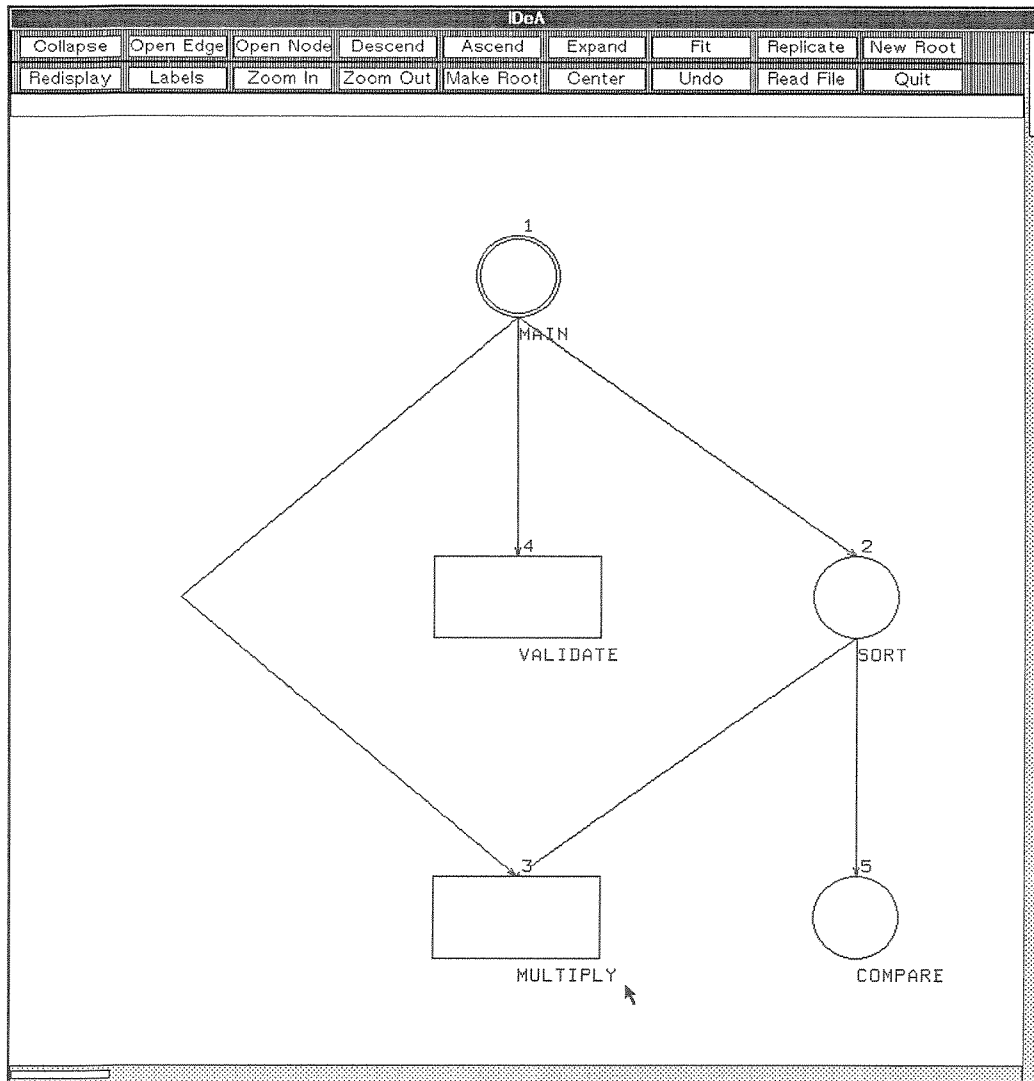 IDeA
Collapse Open Edge Open Node Descend Ascend Expand Fit Replicate New Root
Redisplay Labels Zoom In Zoom Out Make Root Center Undo Read File Quit
1
MAIN
4 2
VALIDATE SORT
3 5
MULTIPLY COMPARE